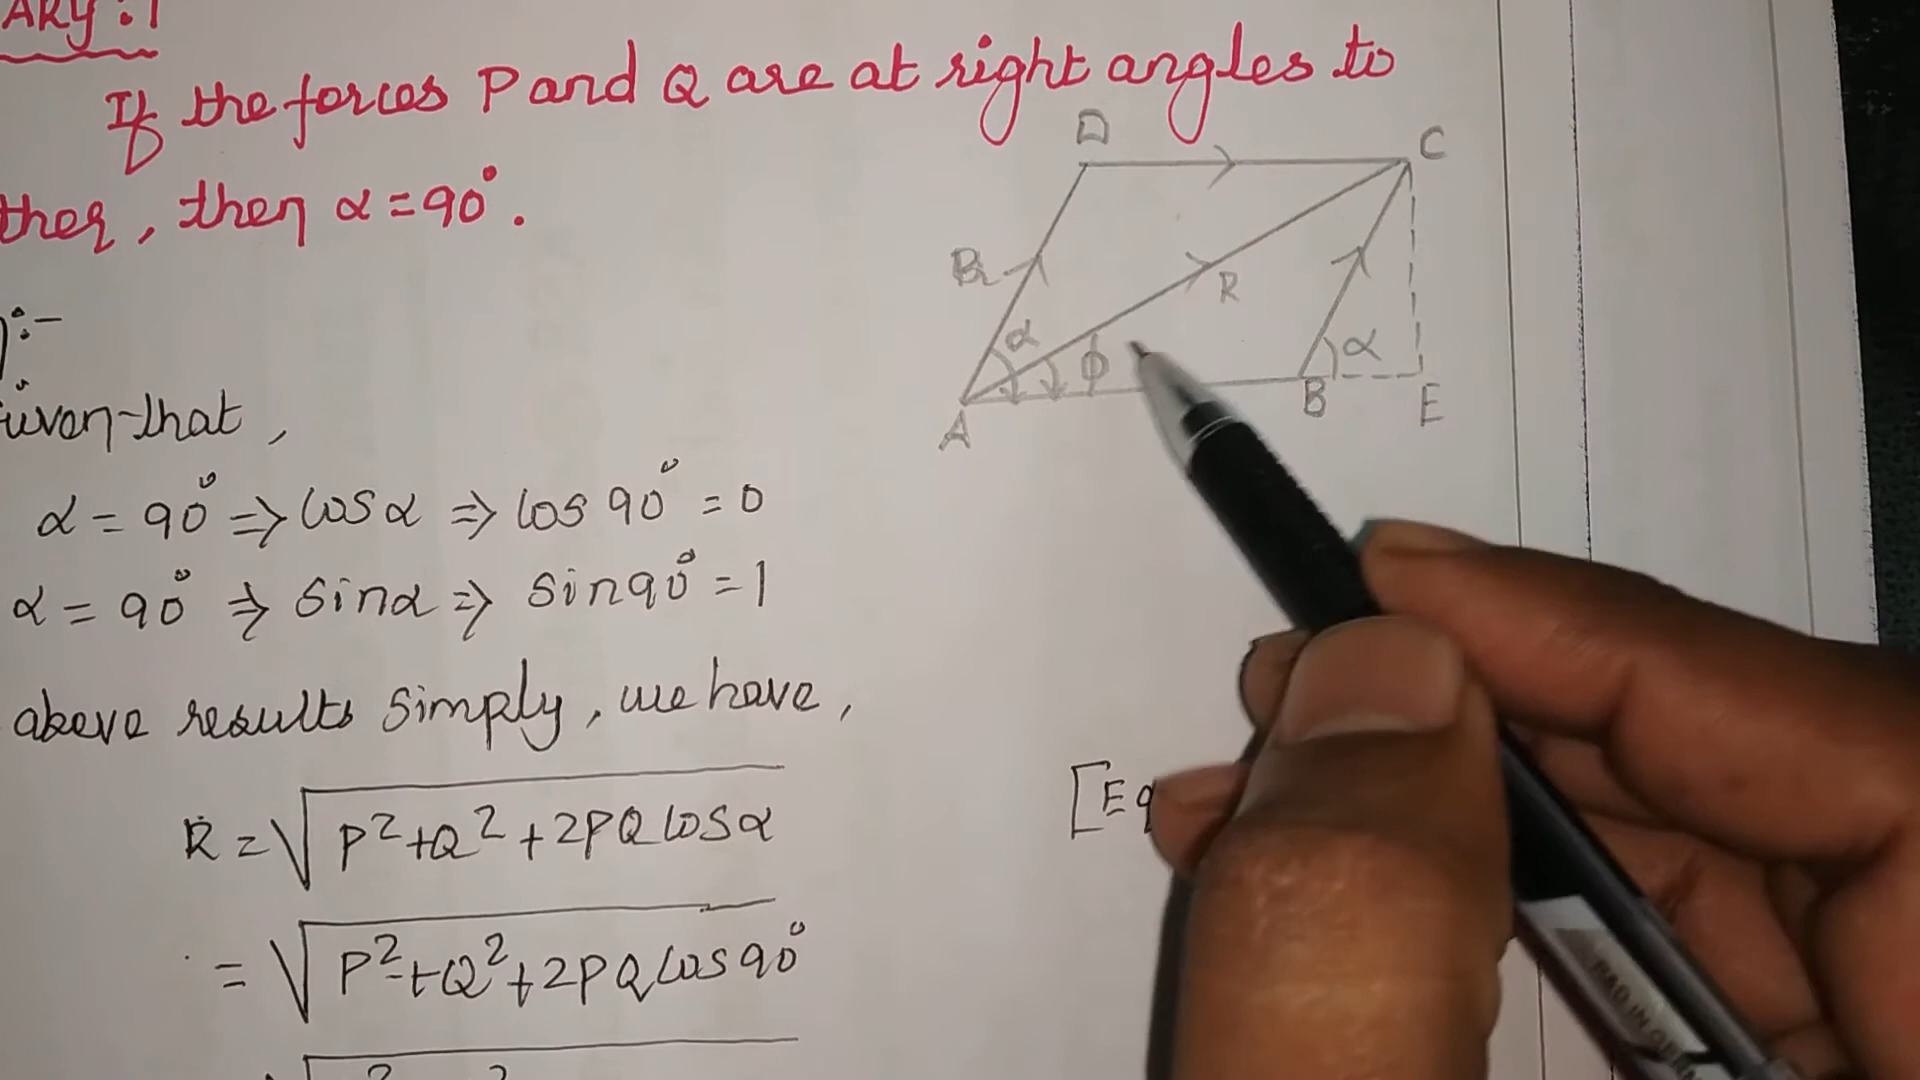 ARY:1
If the forces P and Q are at right angles to
ther, then α = 90°.
D
C
R
α
ϕ
α
A
B
E
given that,
α = 90° ⇒ cos α ⇒ cos 90° = 0
α = 90° ⇒ sin α ⇒ sin 90° = 1
above results simply, we have,
R = √P²+Q²+2PQ cos α
[Eq
= √P²+Q²+2PQ cos 90°